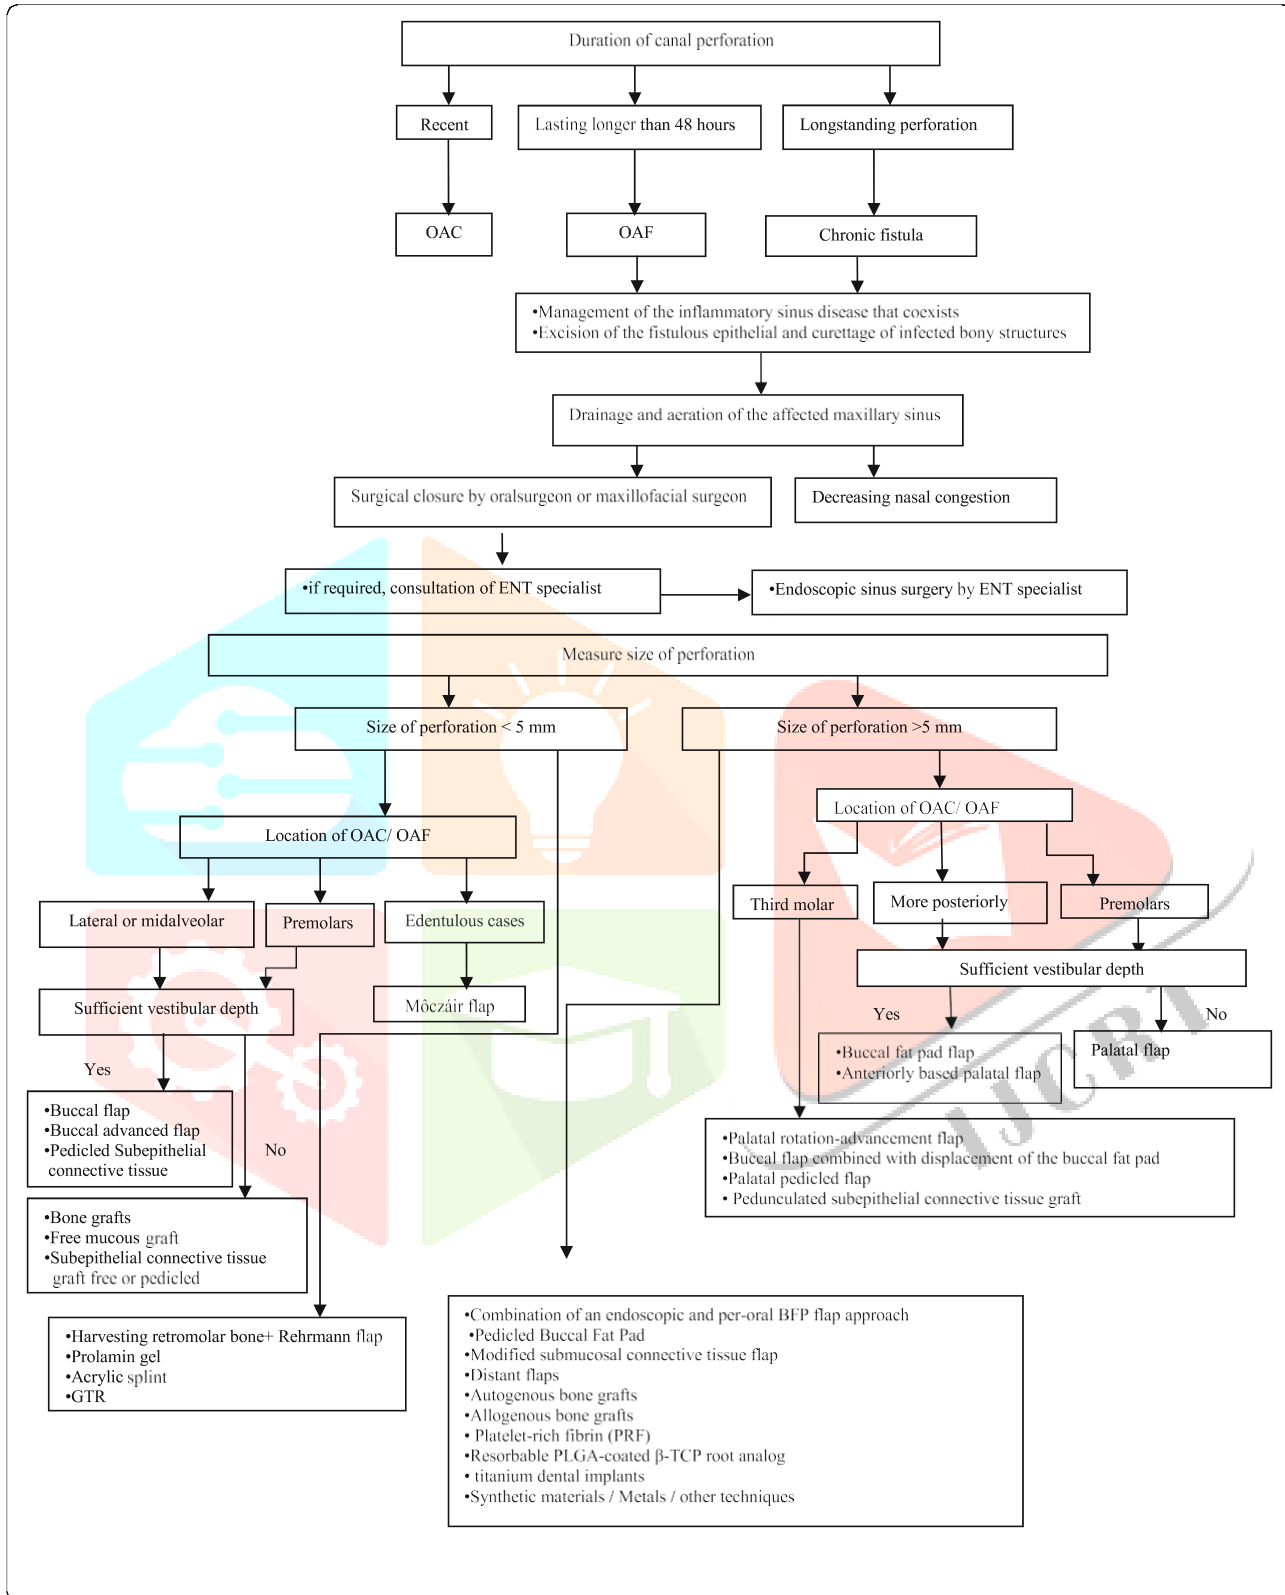 Duration of canal perforation
Recent
Lasting longer than 48 hours
Longstanding perforation
OAC
OAF
Chronic fistula
•Management of the inflammatory sinus disease that coexists
•Excision of the fistulous epithelial and curettage of infected bony structures
Drainage and aeration of the affected maxillary sinus
Surgical closure by oralsurgeon or maxillofacial surgeon
Decreasing nasal congestion
•if required, consultation of ENT specialist
•Endoscopic sinus surgery by ENT specialist
Measure size of perforation
Size of perforation < 5 mm
Size of perforation >5 mm
Location of OAC/ OAF
Location of OAC/ OAF
Lateral or midalveolar
Premolars
Edentulous cases
Third molar
More posteriorly
Premolars
Sufficient vestibular depth
Môczáir flap
Sufficient vestibular depth
Yes
No
Yes
No
•Buccal fat pad flap
•Anteriorly based palatal flap
Palatal flap
•Buccal flap
•Buccal advanced flap
•Pedicled Subepithelial
connective tissue
•Palatal rotation-advancement flap
•Buccal flap combined with displacement of the buccal fat pad
•Palatal pedicled flap
• Pedunculated subepithelial connective tissue graft
•Bone grafts
•Free mucous graft
•Subepithelial connective tissue
graft free or pedicled
•Harvesting retromolar bone+ Rehrmann flap
•Prolamin gel
•Acrylic splint
•GTR
•Combination of an endoscopic and per-oral BFP flap approach
•Pedicled Buccal Fat Pad
•Modified submucosal connective tissue flap
•Distant flaps
•Autogenous bone grafts
•Allogenous bone grafts
• Platelet-rich fibrin (PRF)
•Resorbable PLGA-coated β-TCP root analog
• titanium dental implants
•Synthetic materials / Metals / other techniques
IJCRT